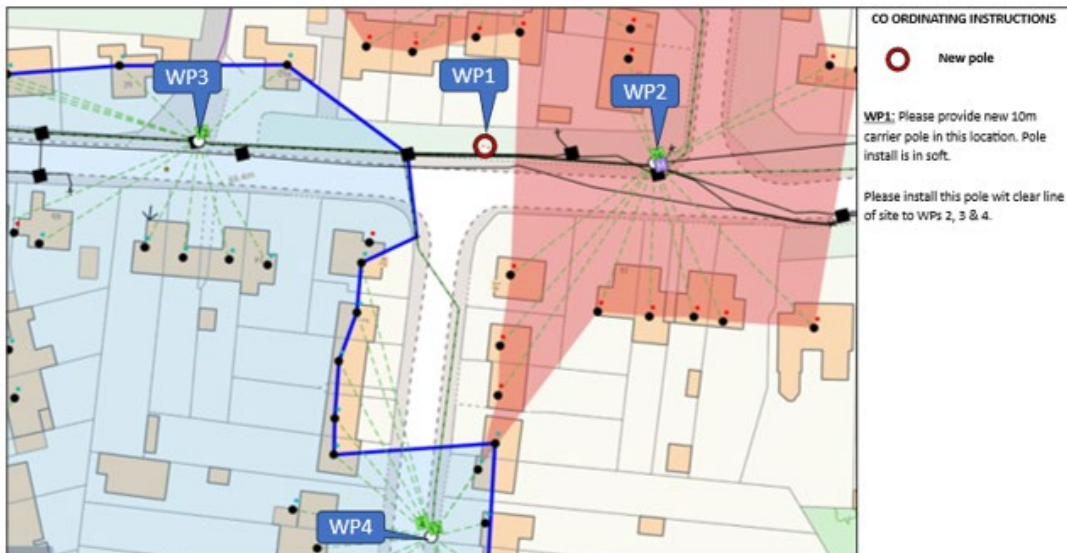 CO ORDINATING INSTRUCTIONS
New pole
WP3
WP1
WP2
WP1: Please provide new 10m
carrier pole in this location. Pole
install is in soft.
Please install this pole wit clear line
of site to WPs 2, 3 & 4.
WP4